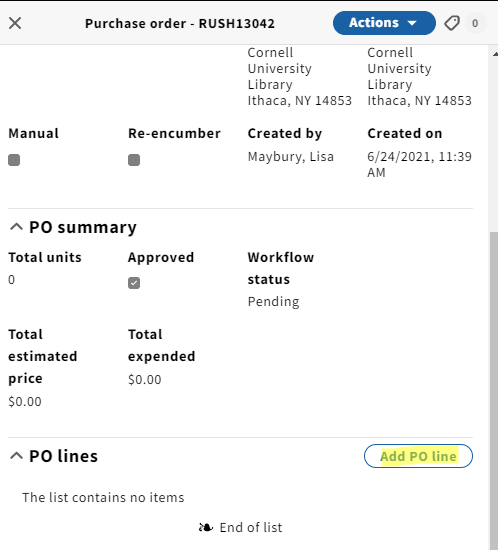 Purchase order - RUSH13042
Actions
0
Cornell
University
Library
Ithaca, NY 14853
Cornell
University
Library
Ithaca, NY 14853
Manual
Re-encumber
Created by
Maybury, Lisa
Created on
6/24/2021, 11:39
AM
PO summary
Total units
0
Approved
Workflow
status
Pending
Total
estimated
price
$0.00
Total
expended
$0.00
PO lines
Add PO line
The list contains no items
End of list